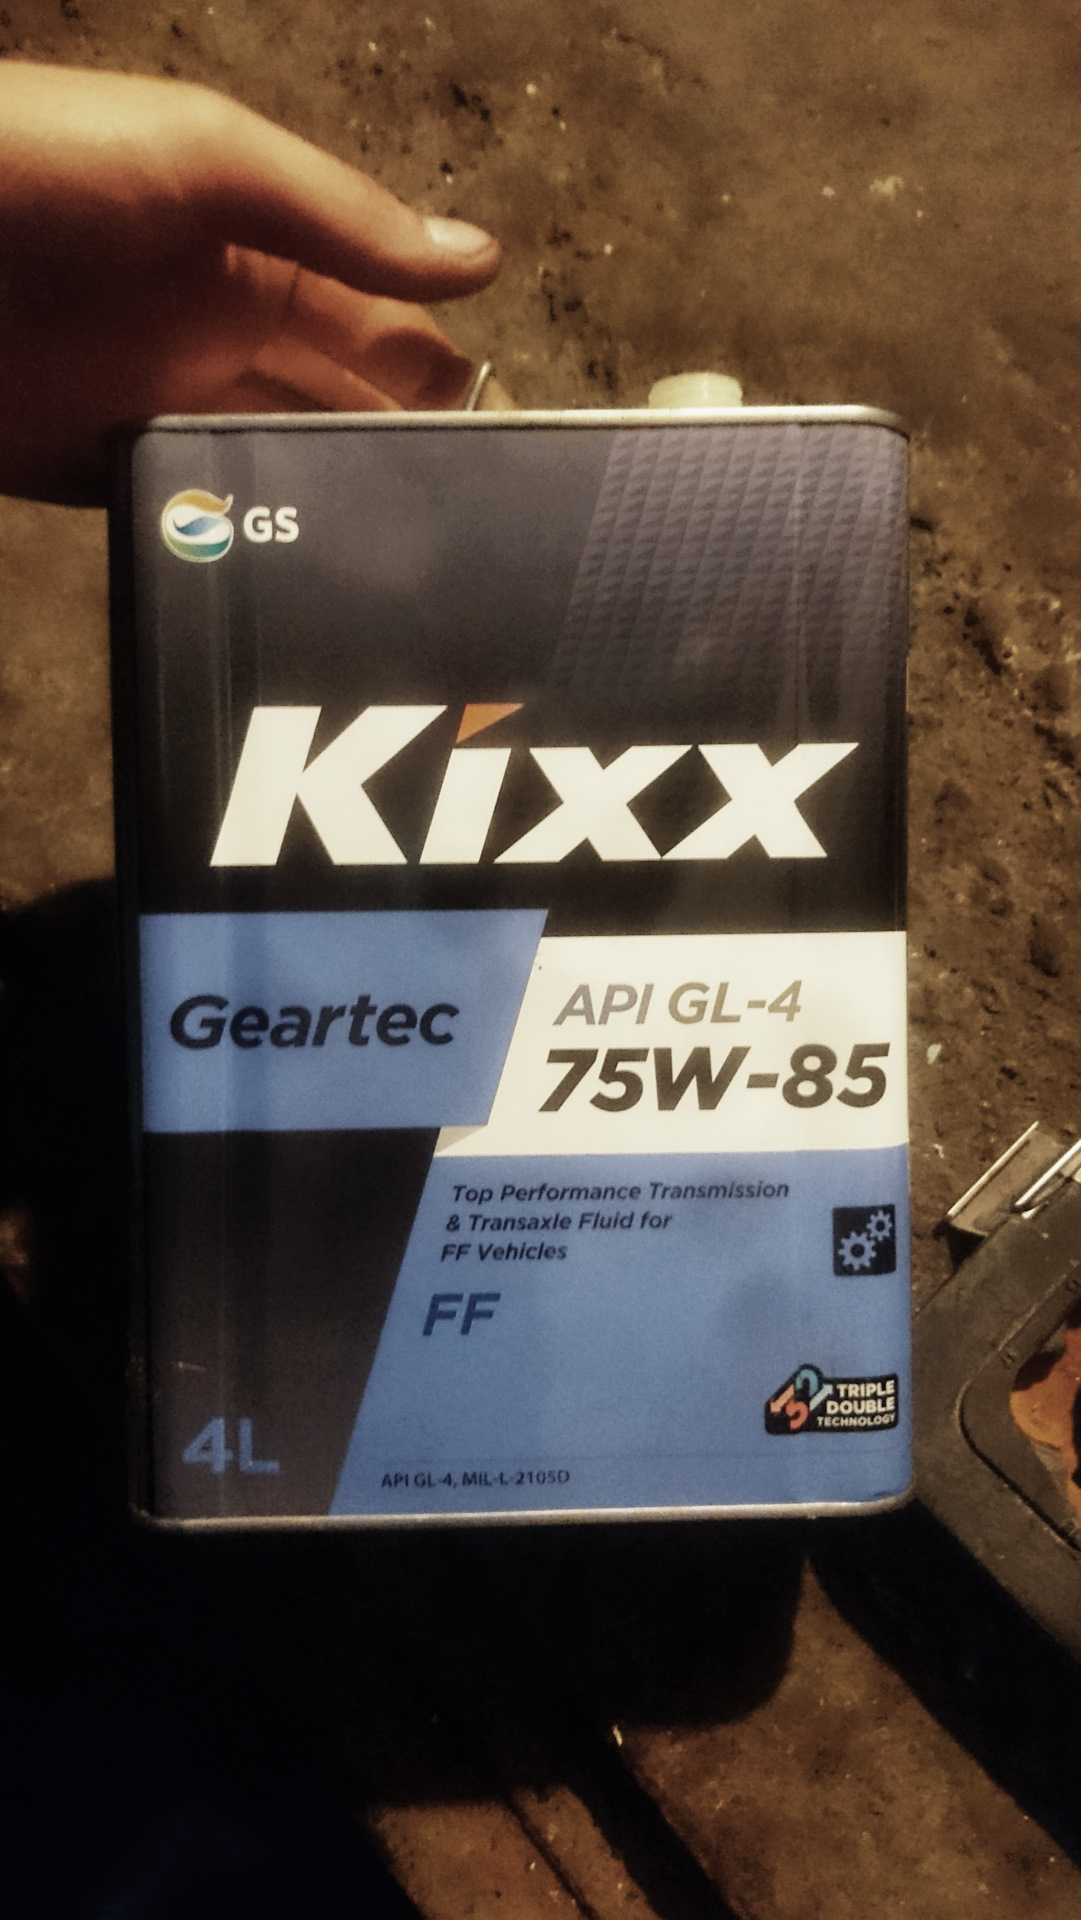 GS
Kixx
Geartec
API GL-4
75W-85
Top Performance Transmission
& Transaxle Fluid for
FF Vehicles
FF
TRIPLE
DOUBLE
TECHNOLOGY
4L
API GL-4, MIL-L-2105D